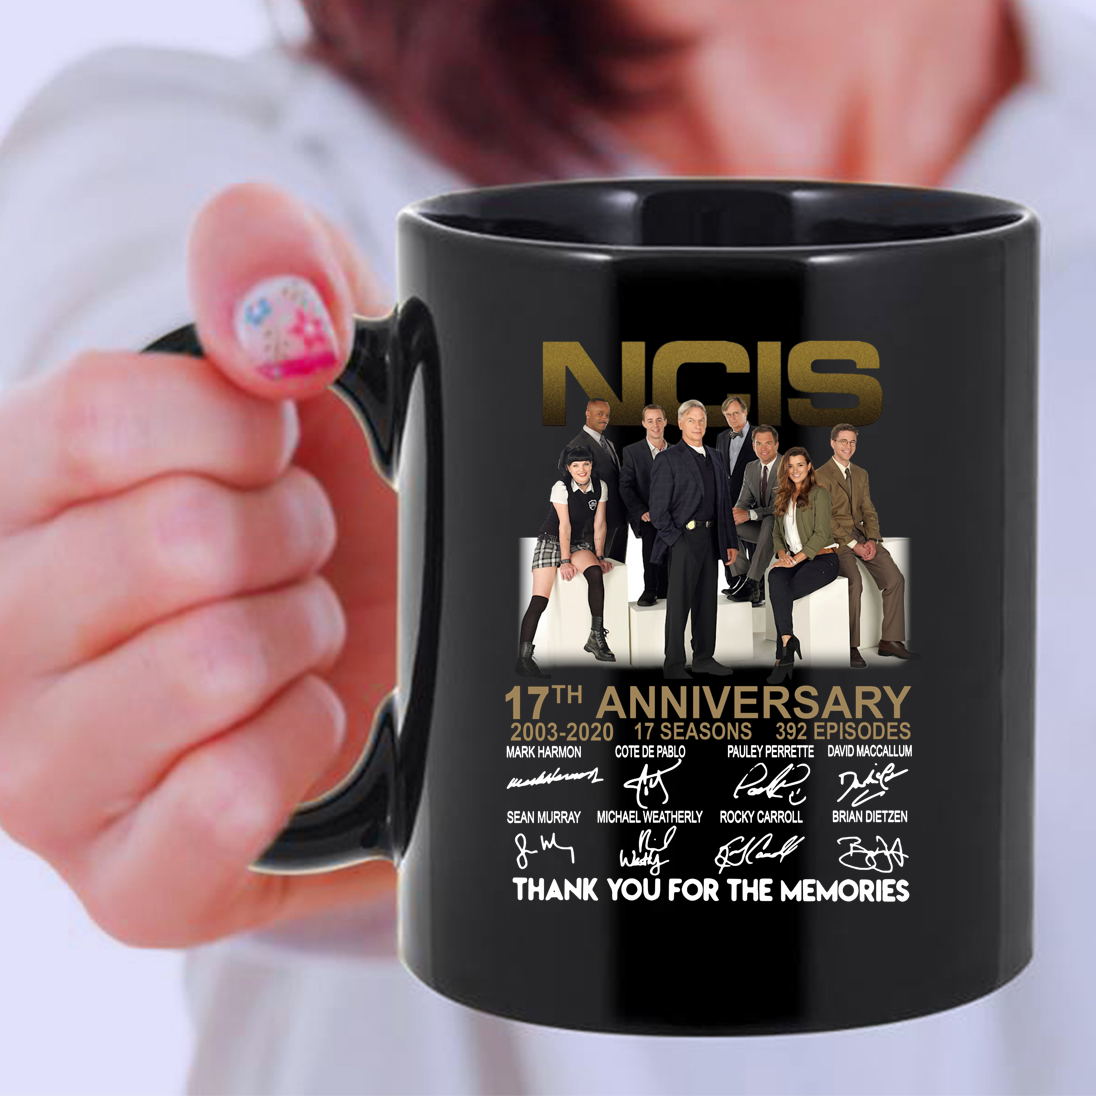 NCIS
17TH ANNIVERSARY
2003-2020 17 SEASONS 392 EPISODES
MARK HARMON COTE DE PABLO PAULEY PERRETTE DAVID MACCALLUM
SEAN MURRAY MICHAEL WEATHERLY ROCKY CARROLL BRIAN DIETZEN
THANK YOU FOR THE MEMORIES